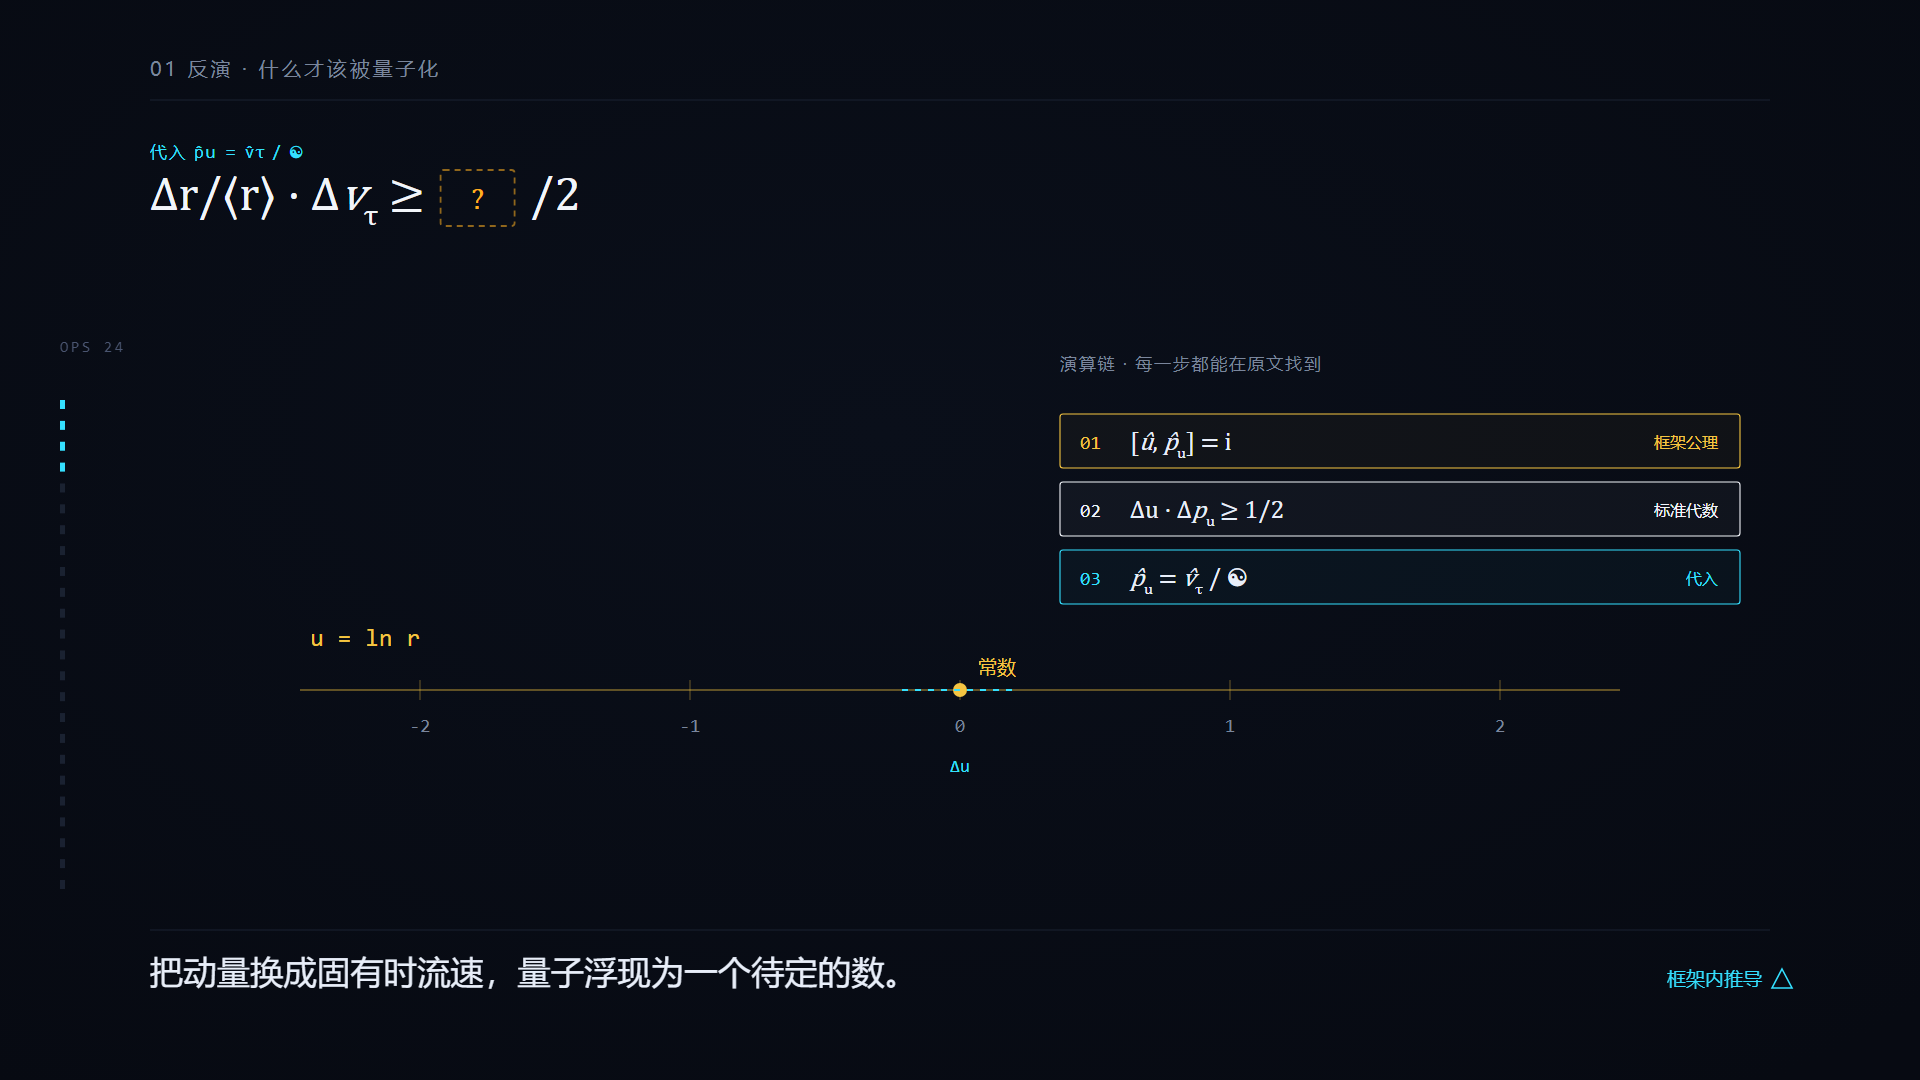 01 反演 · 什么才该被量子化
代入 p̂u = v̂τ / ☯
Δr/⟨r⟩ · Δv_τ ≥ ? /2
OPS 24
演算链 · 每一步都能在原文找到
01 [û, p̂_u] = i 框架公理
02 Δu · Δp_u ≥ 1/2 标准代数
03 p̂_u = v̂_τ / ☯ 代入
u = ln r
常数
-2 -1 0 1 2
Δu
把动量换成固有时流速，量子浮现为一个待定的数。
框架内推导 △